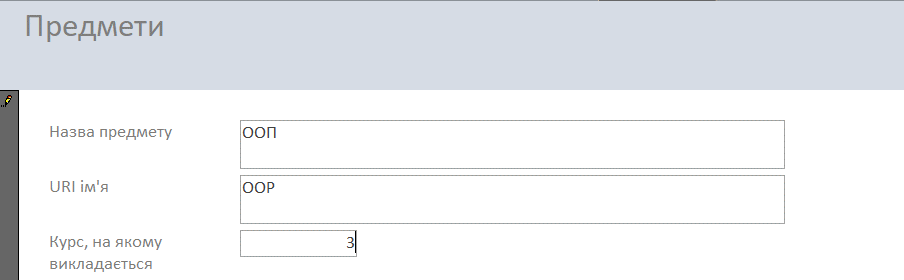 Предмети
Назва предмету
ООП
URI ім'я
OOP
Курс, на якому
викладається
3